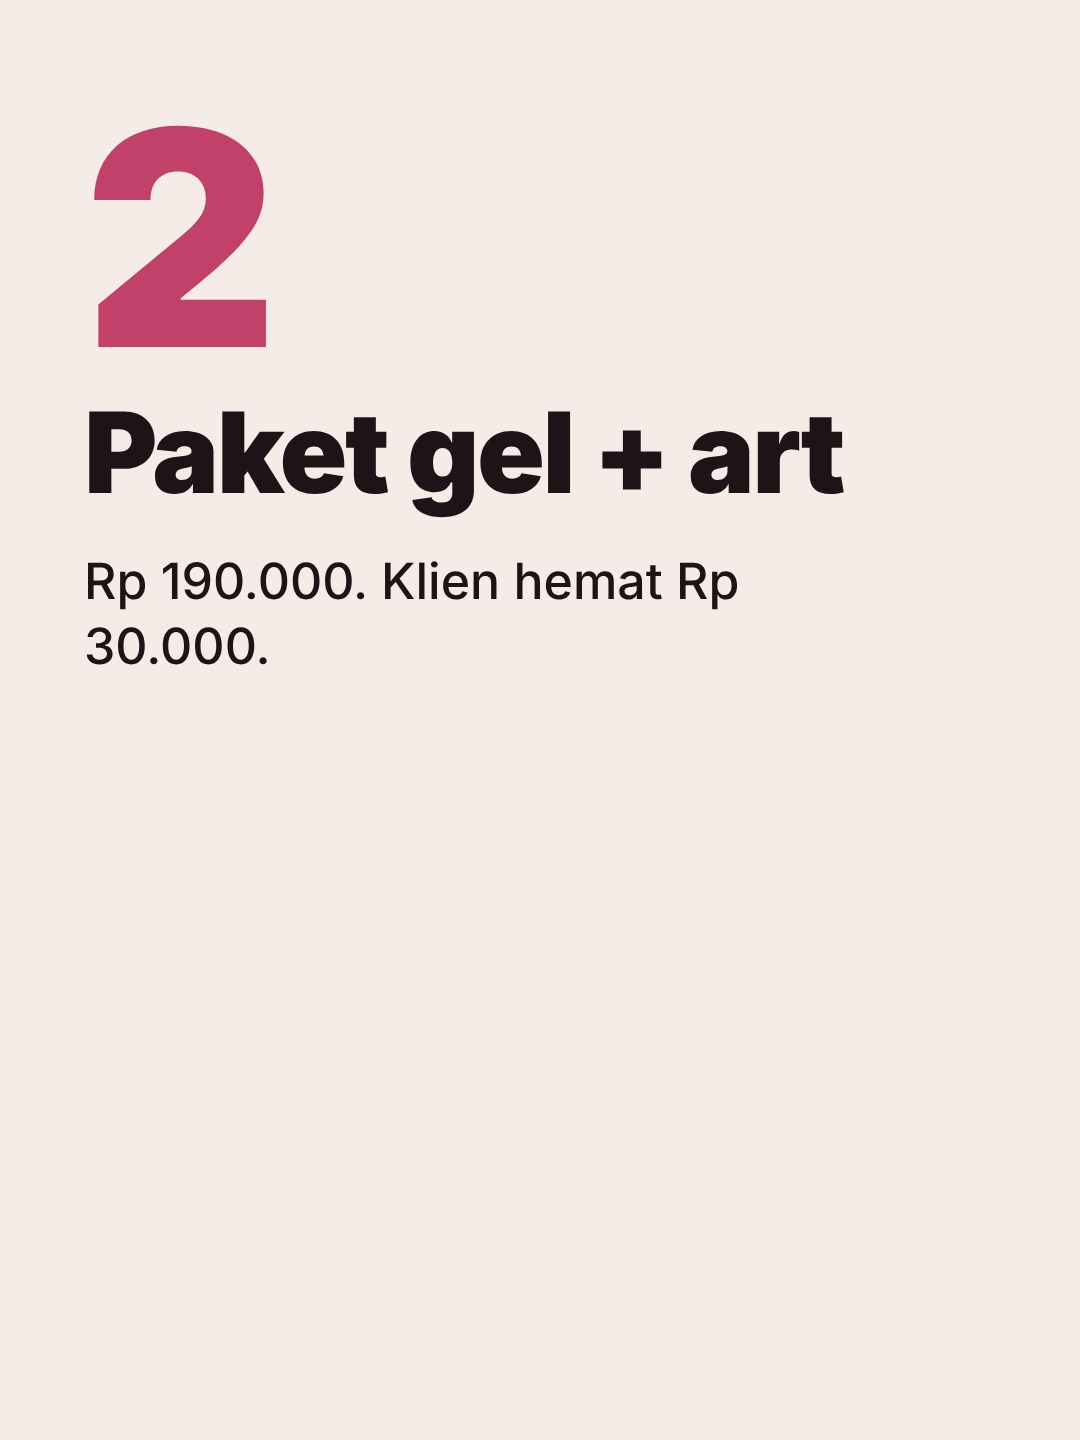 2
Paket gel + art
Rp 190.000. Klien hemat Rp
30.000.